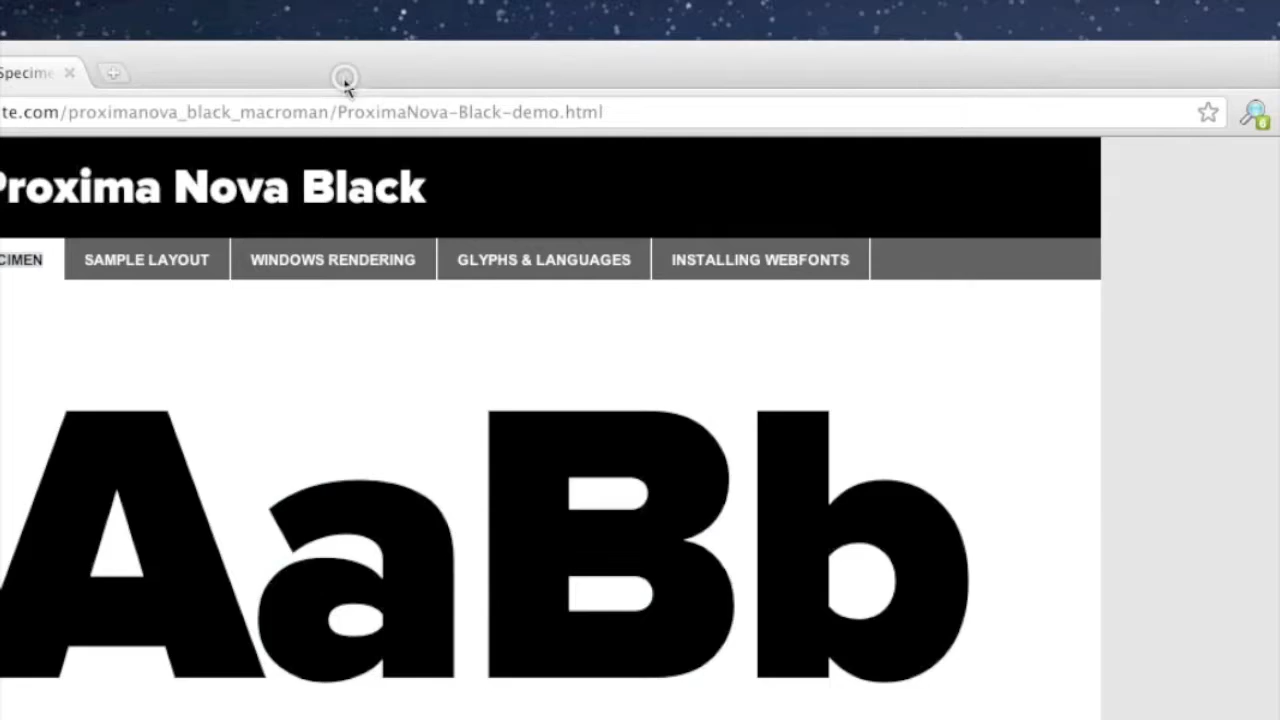 Specime
te.com/proximanova_black_macroman/ProximaNova-Black-demo.html
6
Proxima Nova Black
CIMEN SAMPLE LAYOUT WINDOWS RENDERING GLYPHS & LANGUAGES INSTALLING WEBFONTS
AaBb